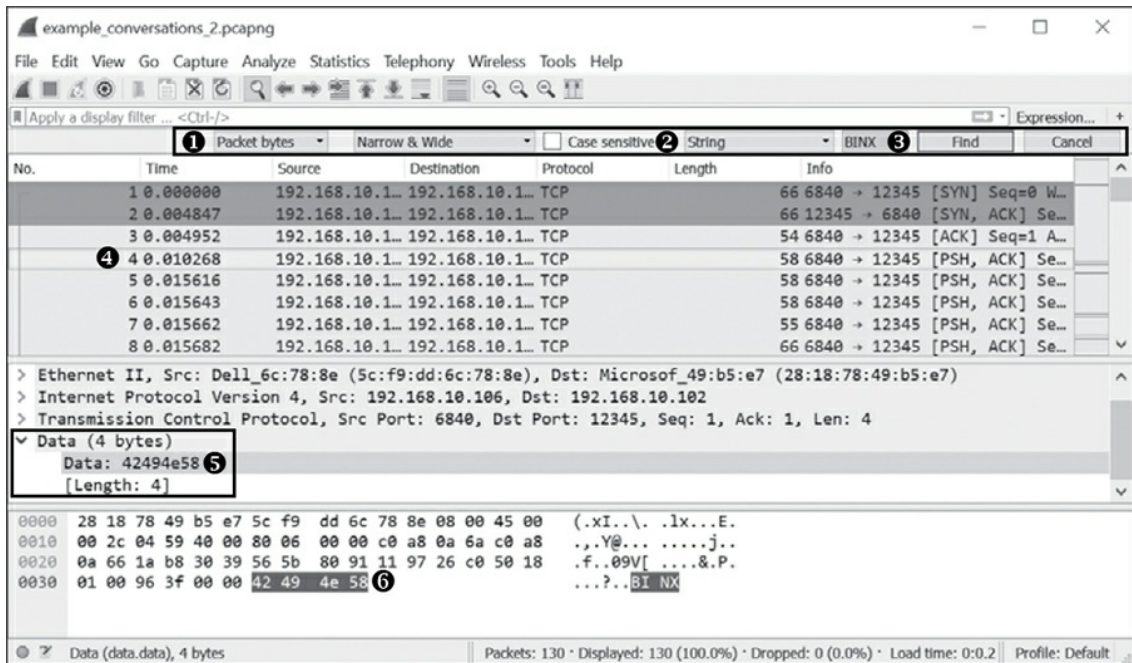 example_conversations_2.pcapng
File Edit View Go Capture Analyze Statistics Telephony Wireless Tools Help
Apply a display filter ... <Ctrl-/> Expression... +
❶ Packet bytes Narrow & Wide Case sensitive ❷ String BINX ❸ Find Cancel
No. Time Source Destination Protocol Length Info
1 0.000000 192.168.10.1… 192.168.10.1… TCP 66 6840 → 12345 [SYN] Seq=0 W…
2 0.004847 192.168.10.1… 192.168.10.1… TCP 66 12345 → 6840 [SYN, ACK] Se…
3 0.004952 192.168.10.1… 192.168.10.1… TCP 54 6840 → 12345 [ACK] Seq=1 A…
❹ 4 0.010268 192.168.10.1… 192.168.10.1… TCP 58 6840 → 12345 [PSH, ACK] Se…
5 0.015616 192.168.10.1… 192.168.10.1… TCP 58 6840 → 12345 [PSH, ACK] Se…
6 0.015643 192.168.10.1… 192.168.10.1… TCP 58 6840 → 12345 [PSH, ACK] Se…
7 0.015662 192.168.10.1… 192.168.10.1… TCP 55 6840 → 12345 [PSH, ACK] Se…
8 0.015682 192.168.10.1… 192.168.10.1… TCP 66 6840 → 12345 [PSH, ACK] Se…
> Ethernet II, Src: Dell_6c:78:8e (5c:f9:dd:6c:78:8e), Dst: Microsof_49:b5:e7 (28:18:78:49:b5:e7)
> Internet Protocol Version 4, Src: 192.168.10.106, Dst: 192.168.10.102
> Transmission Control Protocol, Src Port: 6840, Dst Port: 12345, Seq: 1, Ack: 1, Len: 4
Data (4 bytes)
Data: 42494e58 ❺
[Length: 4]
0000 28 18 78 49 b5 e7 5c f9 dd 6c 78 8e 08 00 45 00 (.xI..\. .lx...E.
0010 00 2c 04 59 40 00 80 06 00 00 c0 a8 0a 6a c0 a8 .,.Y@... .....j..
0020 0a 66 1a b8 30 39 56 5b 80 91 11 97 26 c0 50 18 .f..09V[ ....&.P.
0030 01 00 96 3f 00 00 42 49 4e 58 ❻ ...?..BI NX
Data (data.data), 4 bytes Packets: 130 · Displayed: 130 (100.0%) · Dropped: 0 (0.0%) · Load time: 0:0.2 Profile: Default